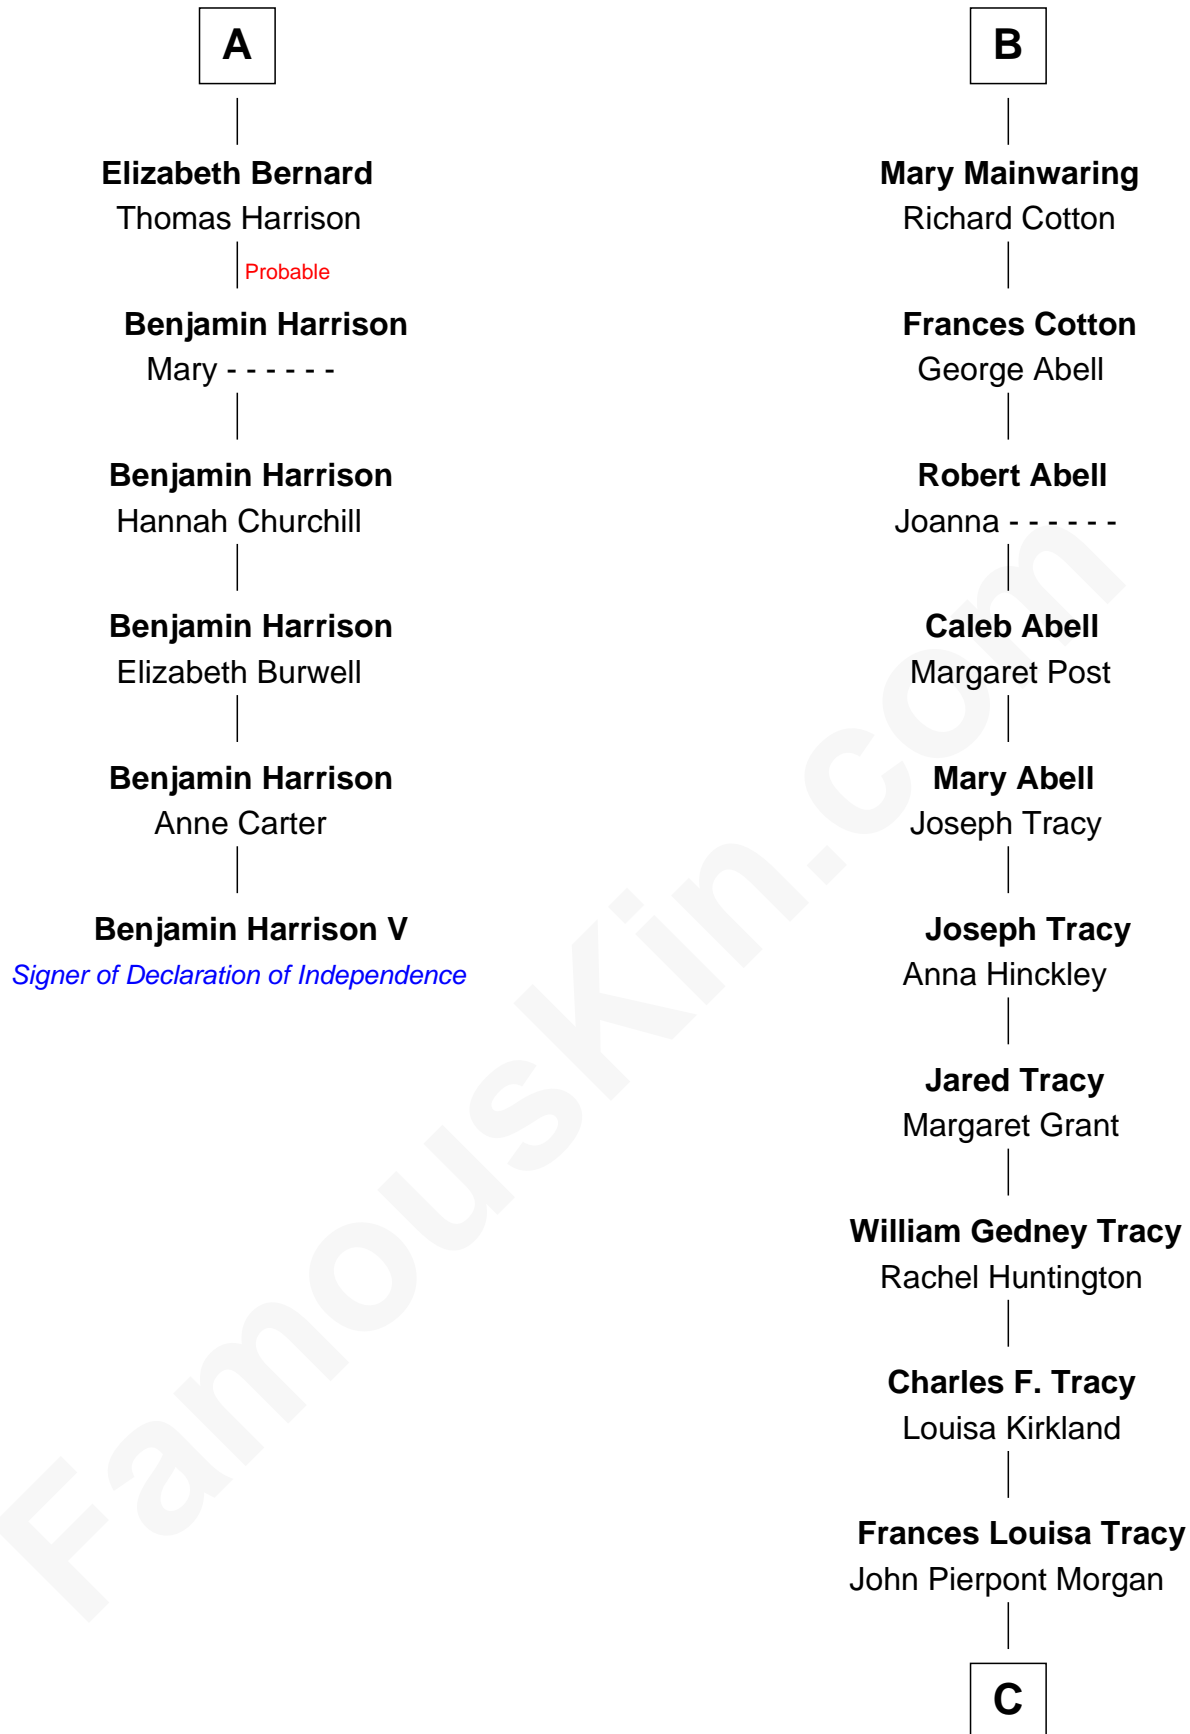 A
Elizabeth Bernard
Thomas Harrison
Probable
Benjamin Harrison
Mary - - - - - -
Benjamin Harrison
Hannah Churchill
Benjamin Harrison
Elizabeth Burwell
Benjamin Harrison
Anne Carter
Benjamin Harrison V
Signer of Declaration of Independence
B
Mary Mainwaring
Richard Cotton
Frances Cotton
George Abell
Robert Abell
Joanna - - - - - -
Caleb Abell
Margaret Post
Mary Abell
Joseph Tracy
Joseph Tracy
Anna Hinckley
Jared Tracy
Margaret Grant
William Gedney Tracy
Rachel Huntington
Charles F. Tracy
Louisa Kirkland
Frances Louisa Tracy
John Pierpont Morgan
C
FamousKin.com